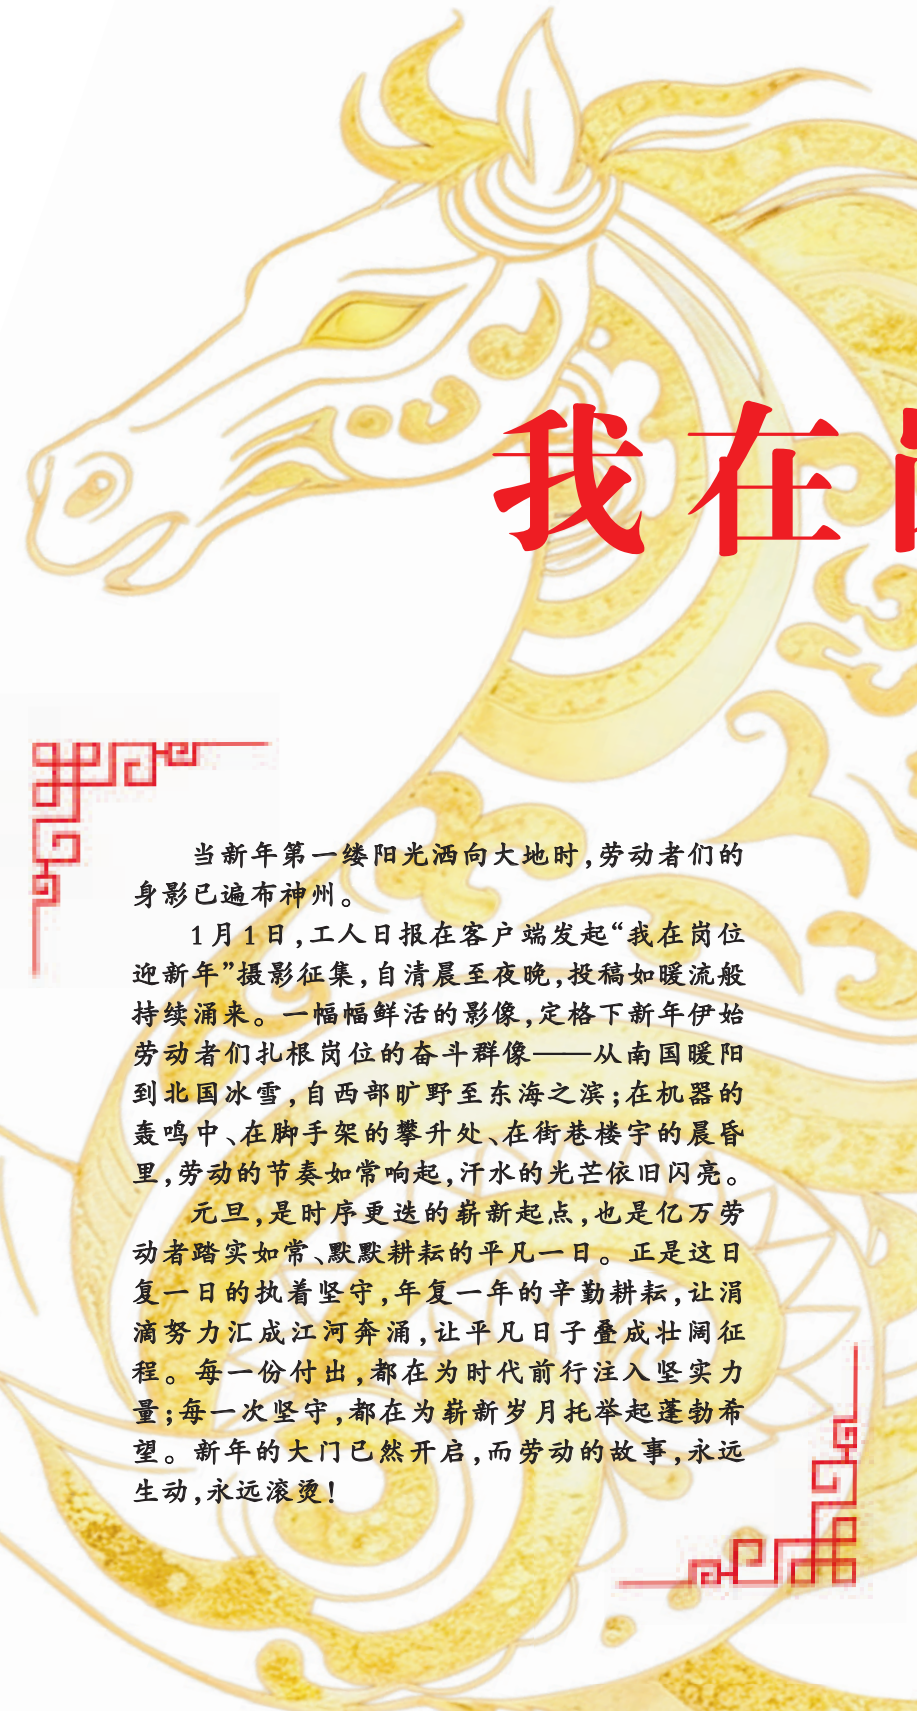 我在
当新年第一缕阳光洒向大地时,劳动者们的
身影已遍布神州。
1月1日,工人日报在客户端发起“我在岗位
迎新年”摄影征集,自清晨至夜晚,投稿如暖流般
持续涌来。一幅幅鲜活的影像,定格下新年伊始
劳动者们扎根岗位的奋斗群像——从南国暖阳
到北国冰雪,自西部旷野至东海之滨;在机器的
轰鸣中、在脚手架的攀升处、在街巷楼宇的晨昏
里,劳动的节奏如常响起,汗水的光芒依旧闪亮。
元旦,是时序更迭的崭新起点,也是亿万劳
动者踏实如常、默默耕耘的平凡一日。正是这日
复一日的执着坚守,年复一年的辛勤耕耘,让涓
滴努力汇成江河奔涌,让平凡日子叠成壮阔征
程。每一份付出,都在为时代前行注入坚实力
量;每一次坚守,都在为崭新岁月托举起蓬勃希
望。新年的大门已然开启,而劳动的故事,永远
生动,永远滚烫!